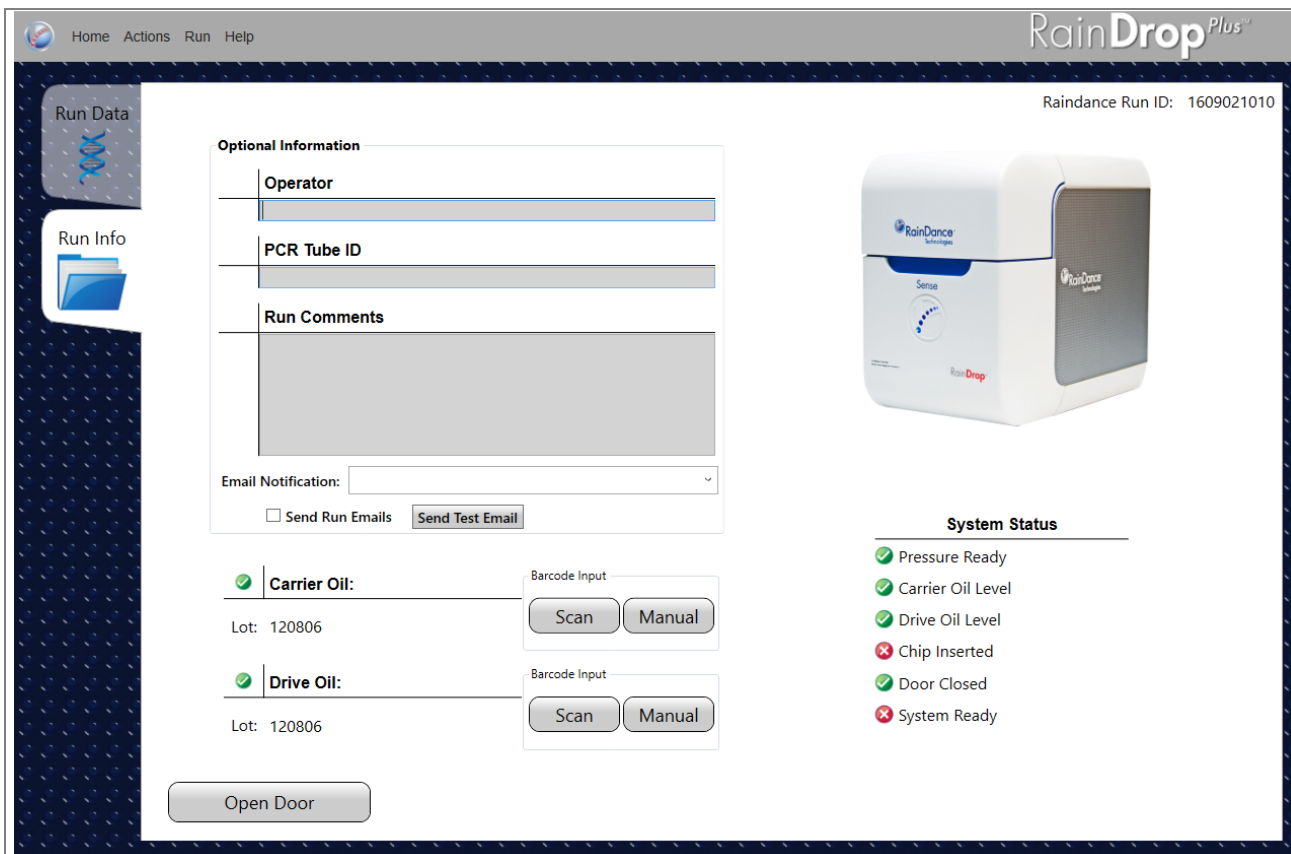 Home Actions Run Help
RainDrop Plus™
Run Data
Raindance Run ID: 1609021010
Optional Information
Operator
Run Info
PCR Tube ID
Run Comments
RainDance
Technologies
Sense
RainDrop
RainDance
Technologies
Email Notification:
Send Run Emails Send Test Email
System Status
Pressure Ready
Carrier Oil Level
Drive Oil Level
Chip Inserted
Door Closed
System Ready
Carrier Oil:
Barcode Input
Scan Manual
Lot: 120806
Drive Oil:
Barcode Input
Scan Manual
Lot: 120806
Open Door